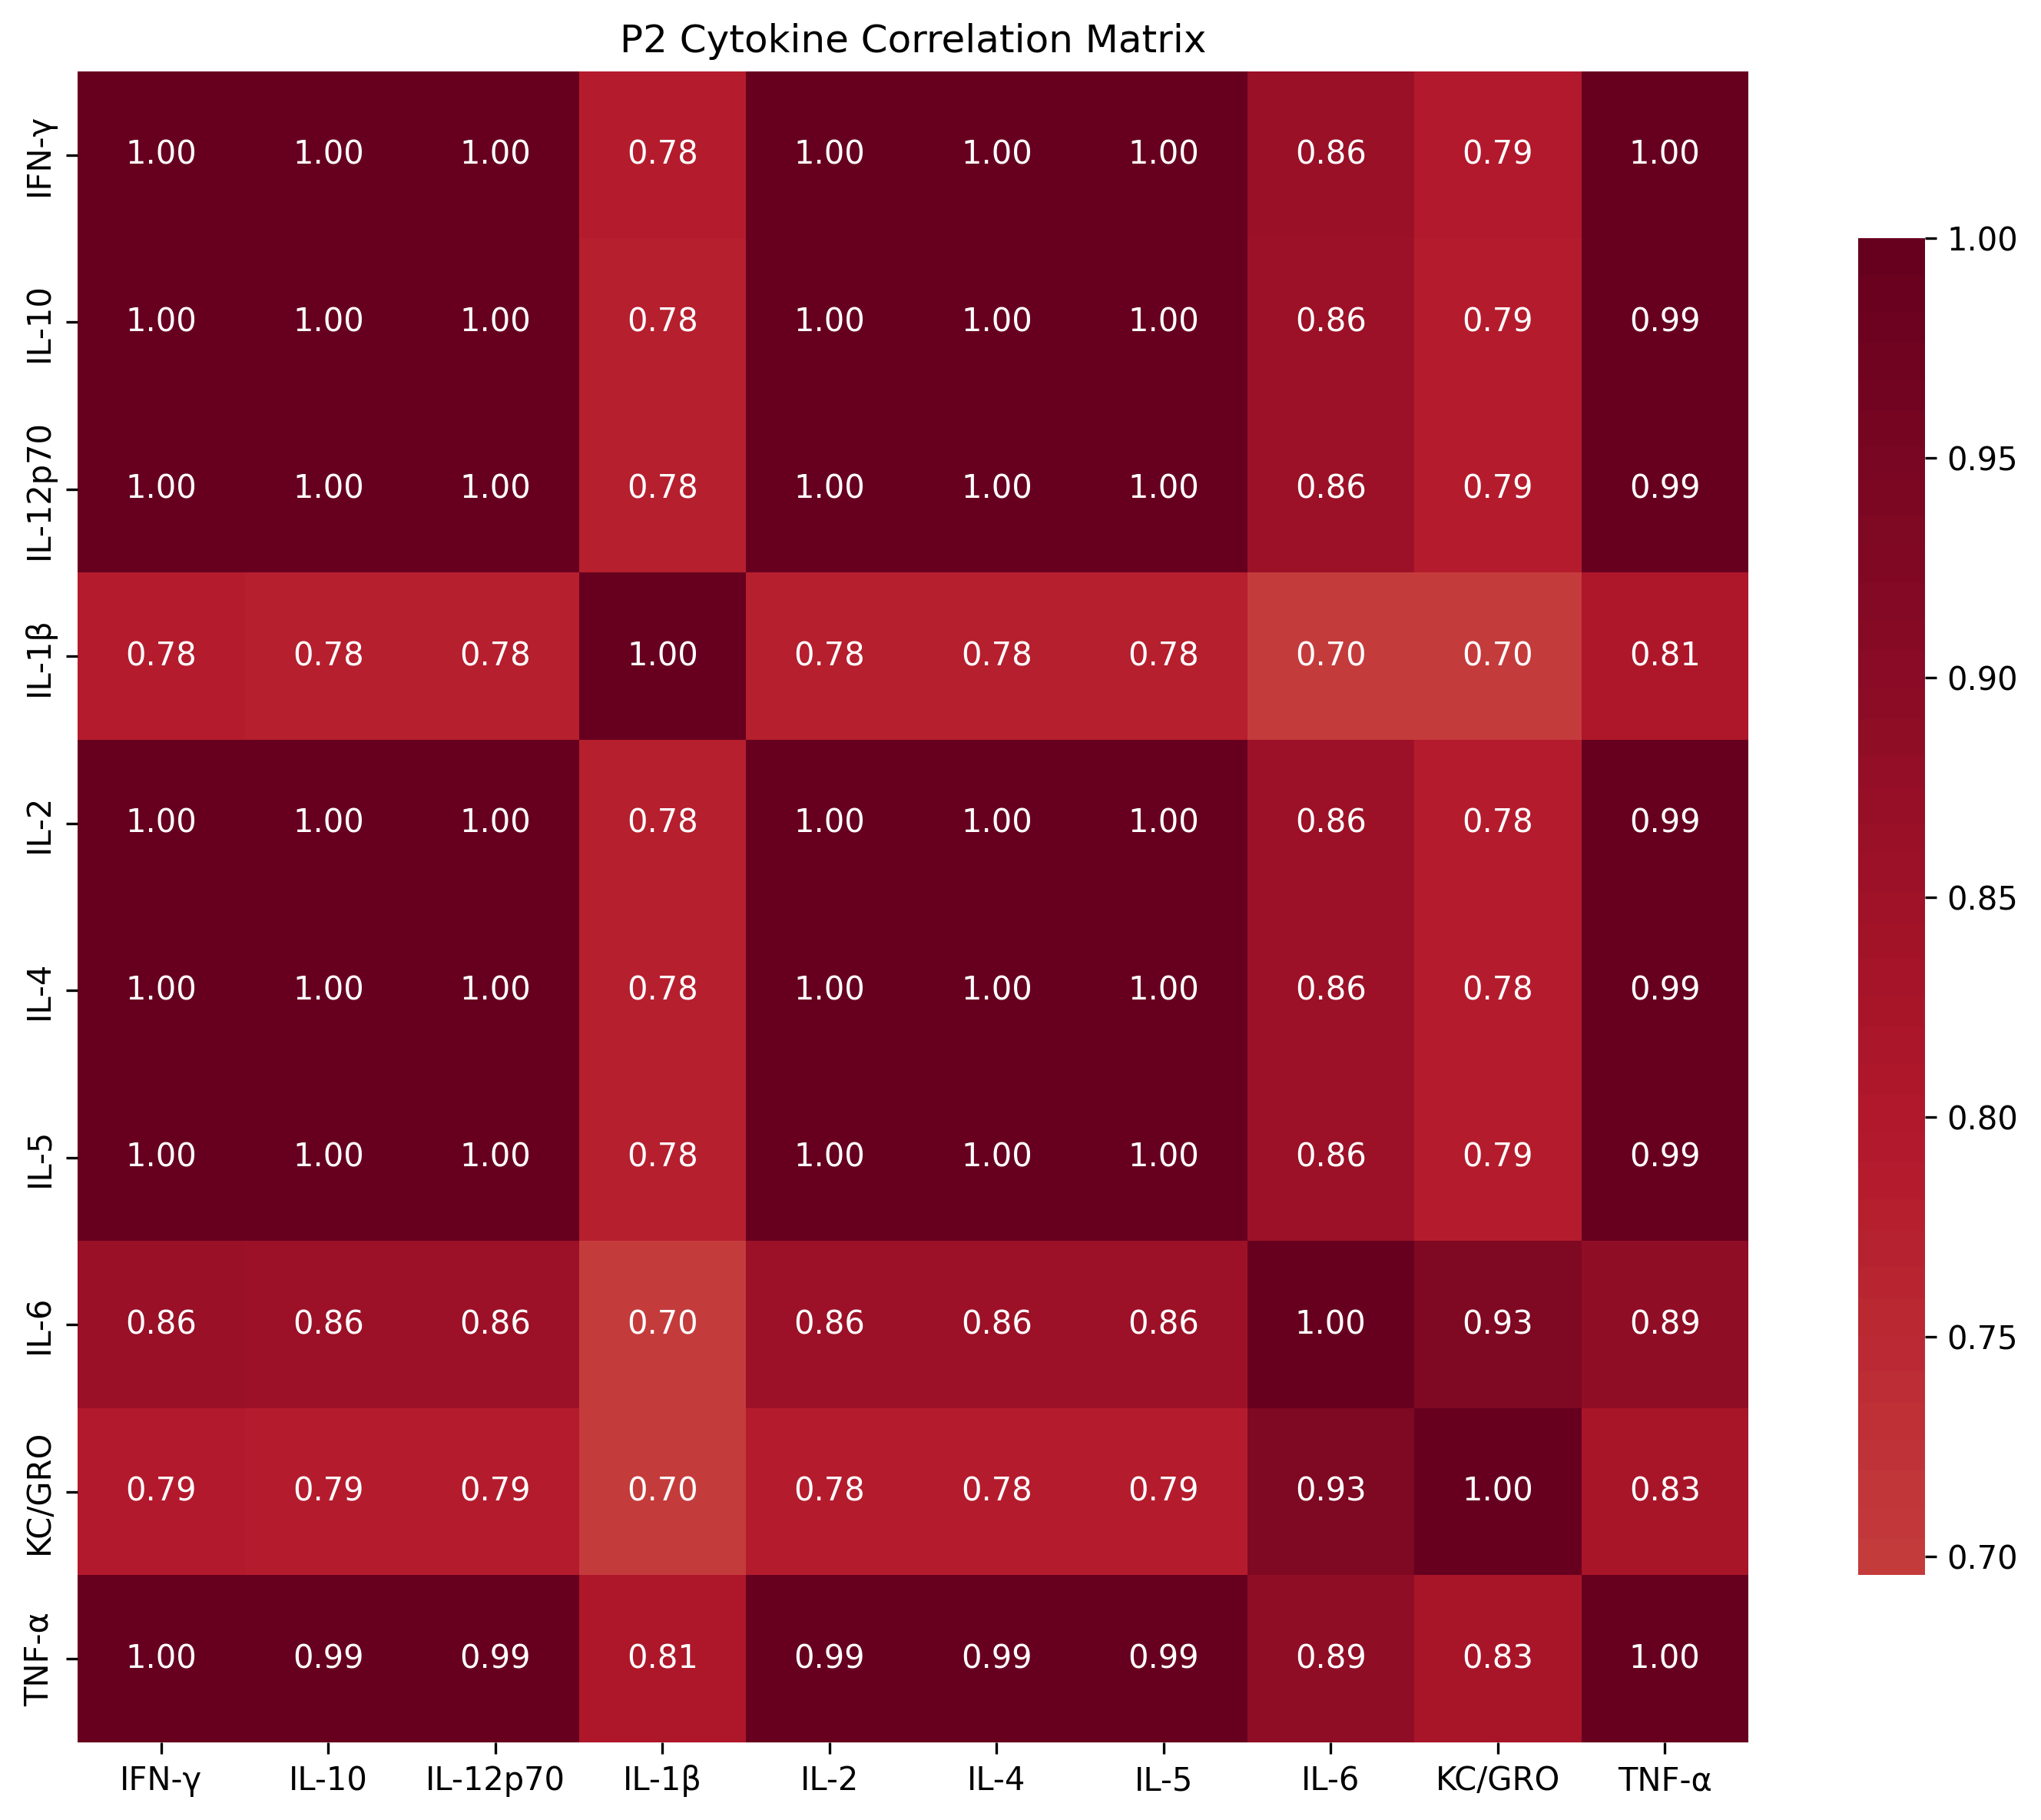 P2 Cytokine Correlation Matrix
IFN-γ 1.00 1.00 1.00 0.78 1.00 1.00 1.00 0.86 0.79 1.00
IL-10 1.00 1.00 1.00 0.78 1.00 1.00 1.00 0.86 0.79 0.99
IL-12p70 1.00 1.00 1.00 0.78 1.00 1.00 1.00 0.86 0.79 0.99
IL-1β 0.78 0.78 0.78 1.00 0.78 0.78 0.78 0.70 0.70 0.81
IL-2 1.00 1.00 1.00 0.78 1.00 1.00 1.00 0.86 0.78 0.99
IL-4 1.00 1.00 1.00 0.78 1.00 1.00 1.00 0.86 0.78 0.99
IL-5 1.00 1.00 1.00 0.78 1.00 1.00 1.00 0.86 0.79 0.99
IL-6 0.86 0.86 0.86 0.70 0.86 0.86 0.86 1.00 0.93 0.89
KC/GRO 0.79 0.79 0.79 0.70 0.78 0.78 0.79 0.93 1.00 0.83
TNF-α 1.00 0.99 0.99 0.81 0.99 0.99 0.99 0.89 0.83 1.00
IFN-γ IL-10 IL-12p70 IL-1β IL-2 IL-4 IL-5 IL-6 KC/GRO TNF-α
1.00
0.95
0.90
0.85
0.80
0.75
0.70